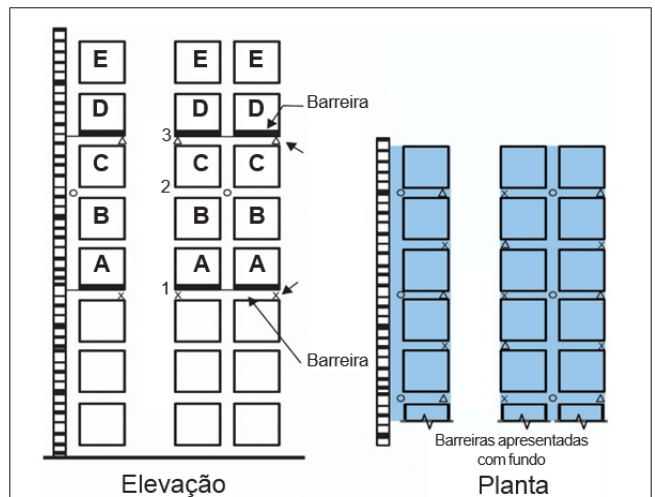 E E E
D D D
Barreira
3
C C C
2
B B B
A A A
1
Barreira
Barreiras apresentadas
com fundo
Elevação
Planta